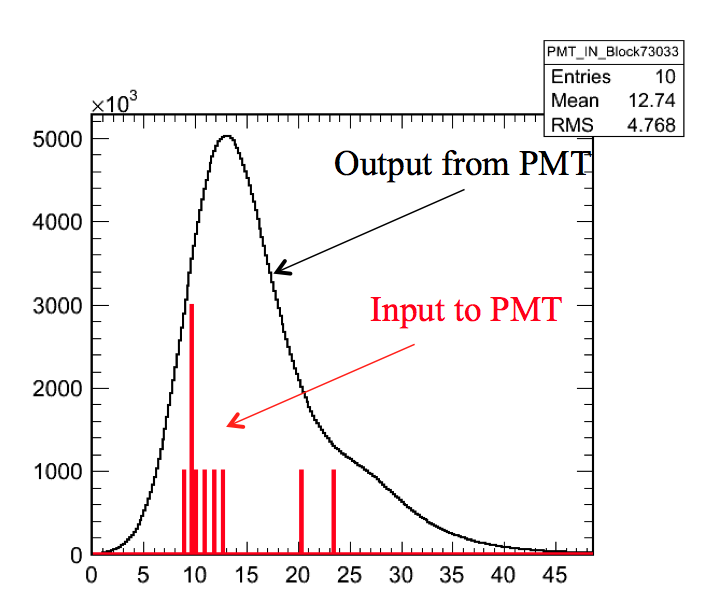 PMT_IN_Block73033
Entries 10
Mean 12.74
RMS 4.768
×10³
5000
4000
3000
2000
1000
0
Output from PMT
Input to PMT
0 5 10 15 20 25 30 35 40 45